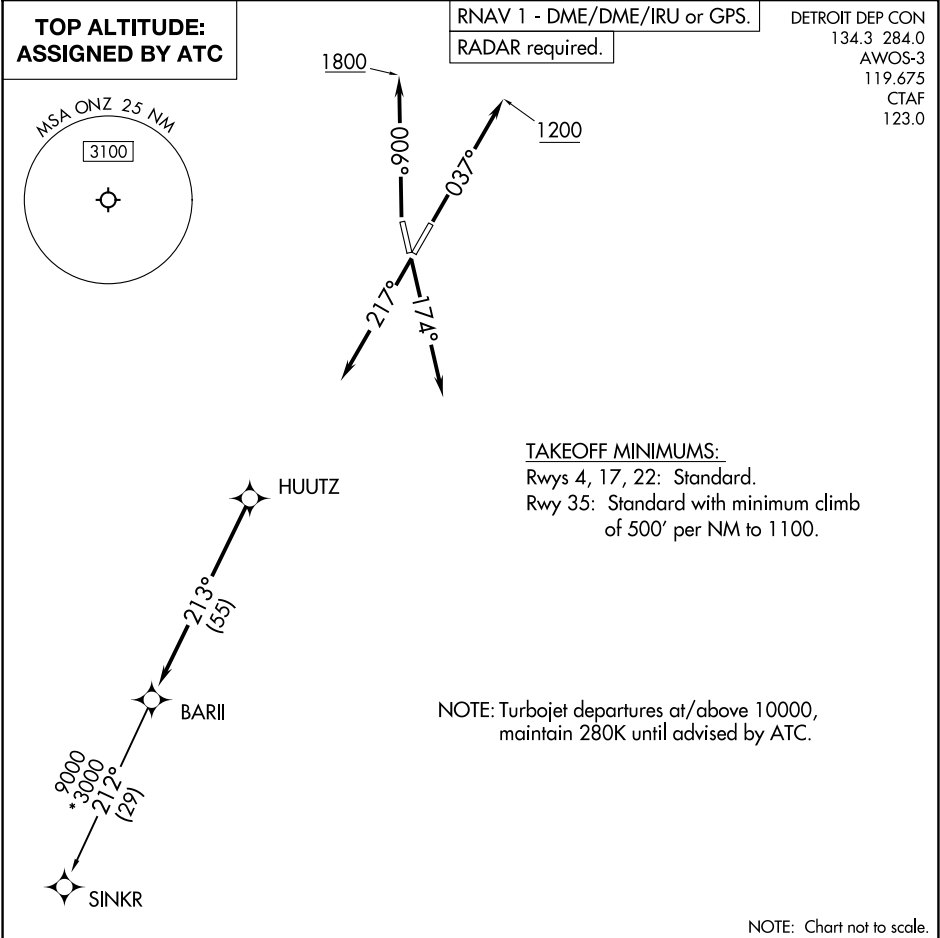 TOP ALTITUDE:
ASSIGNED BY ATC
RNAV 1 - DME/DME/IRU or GPS.
RADAR required.
DETROIT DEP CON
134.3 284.0
AWOS-3
119.675
CTAF
123.0
MSA ONZ 25 NM
3100
1800
1200
006°
037°
217°
174°
TAKEOFF MINIMUMS:
Rwys 4, 17, 22: Standard.
Rwy 35: Standard with minimum climb
of 500' per NM to 1100.
HUUTZ
213°
(55)
BARII
NOTE: Turbojet departures at/above 10000,
maintain 280K until advised by ATC.
9000
*3000
212°
(29)
SINKR
NOTE: Chart not to scale.